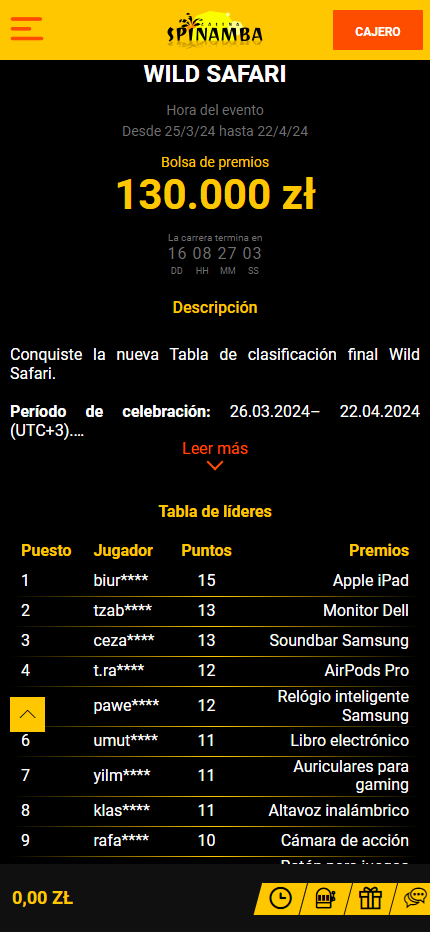 CASINO
SPINAMBA
CAJERO
WILD SAFARI
Hora del evento
Desde 25/3/24 hasta 22/4/24
Bolsa de premios
130.000 zł
La carrera termina en
16 08 27 03
DD HH MM SS
Descripción
Conquiste la nueva Tabla de clasificación final Wild
Safari.
Período de celebración: 26.03.2024– 22.04.2024
(UTC+3).…
Leer más
Tabla de líderes
Puesto Jugador Puntos Premios
1 biur**** 15 Apple iPad
2 tzab**** 13 Monitor Dell
3 ceza**** 13 Soundbar Samsung
4 t.ra**** 12 AirPods Pro
pawe**** 12 Relógio inteligente
Samsung
6 umut**** 11 Libro electrónico
7 yilm**** 11 Auriculares para
gaming
8 klas**** 11 Altavoz inalámbrico
9 rafa**** 10 Cámara de acción
0,00 ZŁ